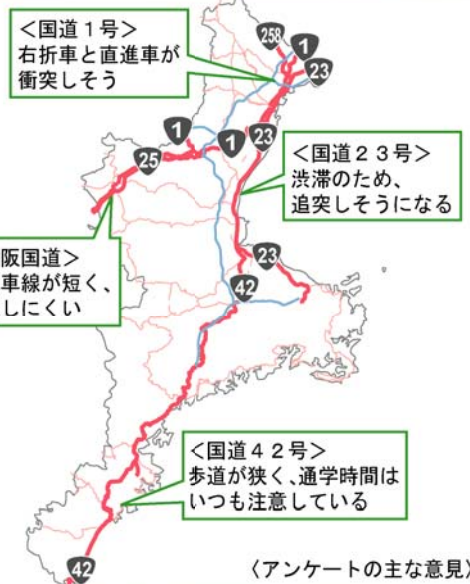 <国道1号>
右折車と直進車が
衝突しそう
258
1
23
1
1
23
25
<国道23号>
渋滞のため、
追突しそうになる
阪国道>
車線が短く、
しにくい
23
42
<国道42号>
歩道が狭く、通学時間は
いつも注意している
42
〈アンケートの主な意見〉